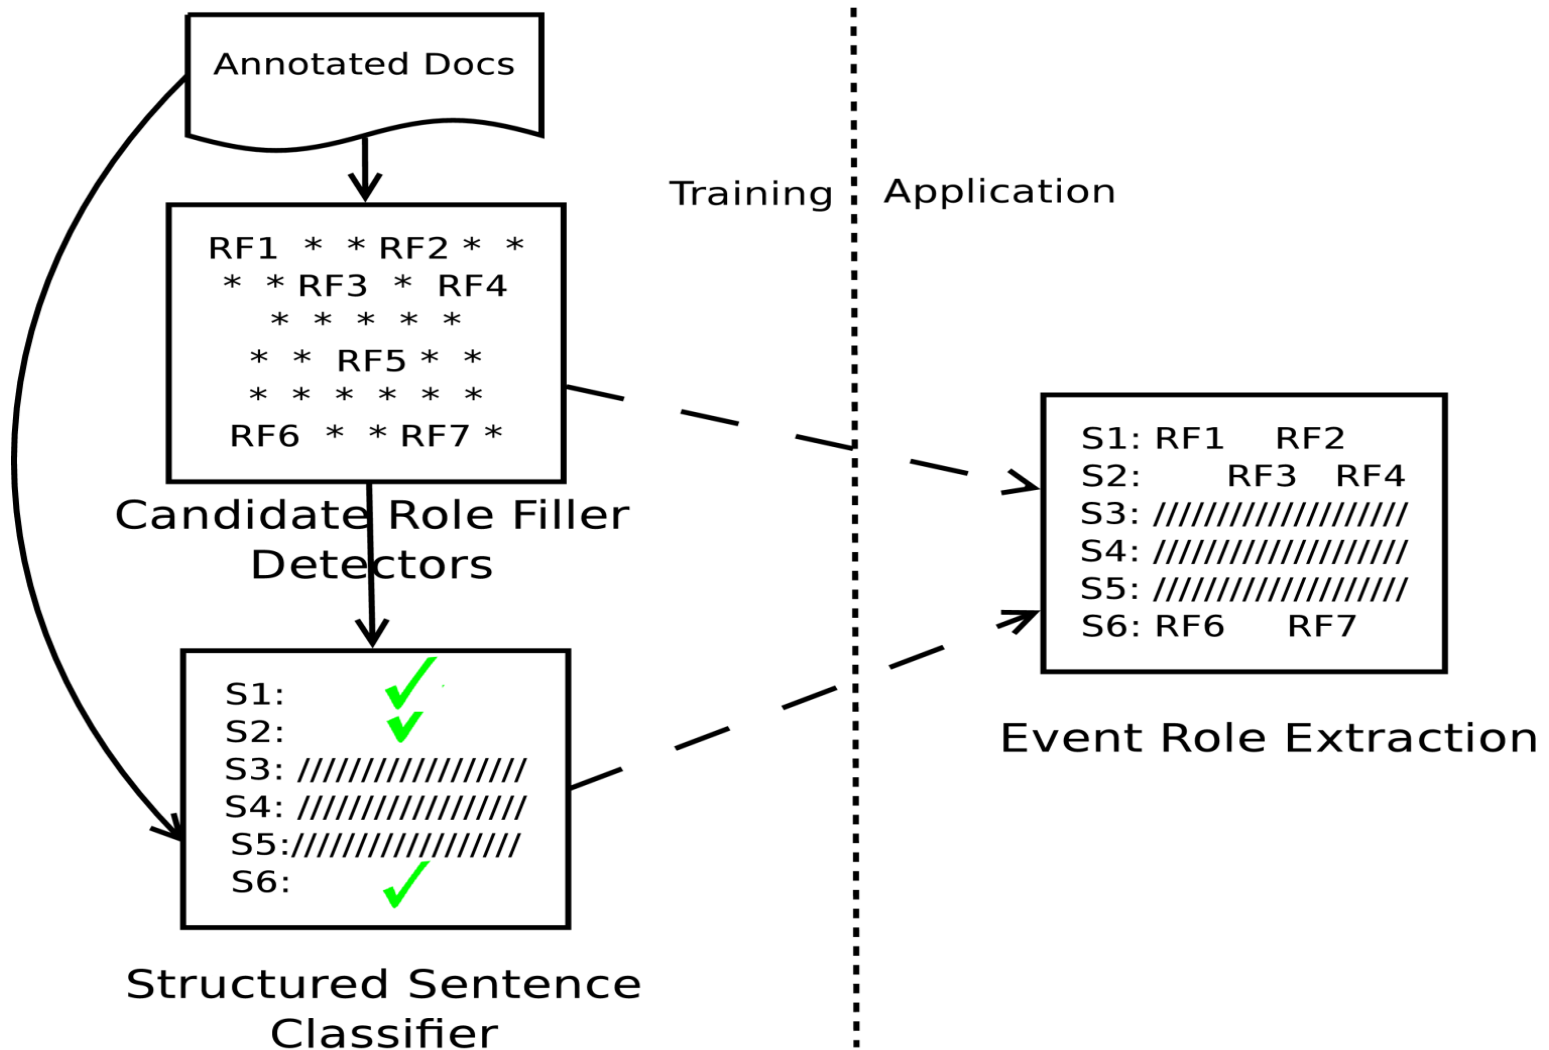 Annotated Docs
Training
Application
RF1 * * RF2 * *
* * RF3 * RF4
* * * * *
* * RF5 * *
* * * * * *
RF6 * * RF7 *
Candidate Role Filler
Detectors
S1:
S2:
S3: //////////////////
S4: //////////////////
S5://////////////////
S6:
Structured Sentence
Classifier
S1: RF1 RF2
S2: RF3 RF4
S3: ////////////////////
S4: ////////////////////
S5: ////////////////////
S6: RF6 RF7
Event Role Extraction